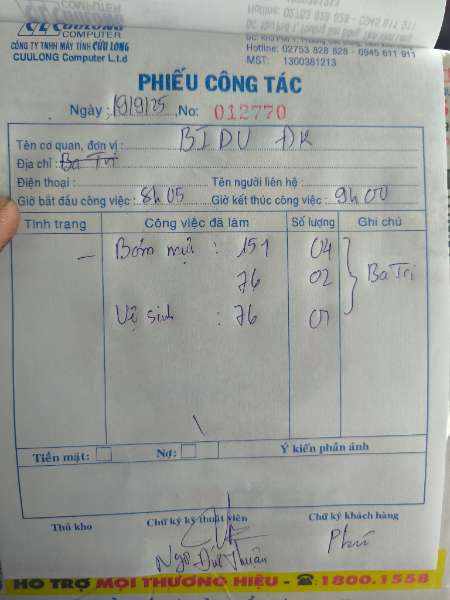 CUULONG
COMPUTER
CÔNG TY TNHH MÁY TÍNH CỬU LONG
CUULONG Computer L.t.d
Hotline: 02753 828 828 - 0945 611 911
MST: 1300381213
PHIẾU CÔNG TÁC
Ngày: 19/9/25 No: 012770
Tên cơ quan, đơn vị: BIDV ĐK
Địa chỉ: Ba Tri
Điện thoại: Tên người liên hệ:
Giờ bắt đầu công việc: 8h05 Giờ kết thúc công việc: 9h00
Tình trạng Công việc đã làm Số lượng Ghi chú
- Bơm mực: 151 04
76 02 Ba Tri
Vệ sinh: 76 01
Tiền mặt: Nợ: Ý kiến phản ánh
Thủ kho Chữ ký kỹ thuật viên Chữ ký khách hàng
Ngô Đức Thuận Phú
HỖ TRỢ MỌI THƯƠNG HIỆU - ☎:1800.1558